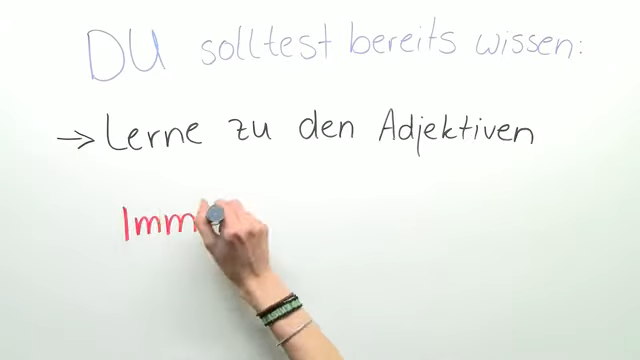 DU solltest bereits wissen:
→ Lerne zu den Adjektiven
Imm